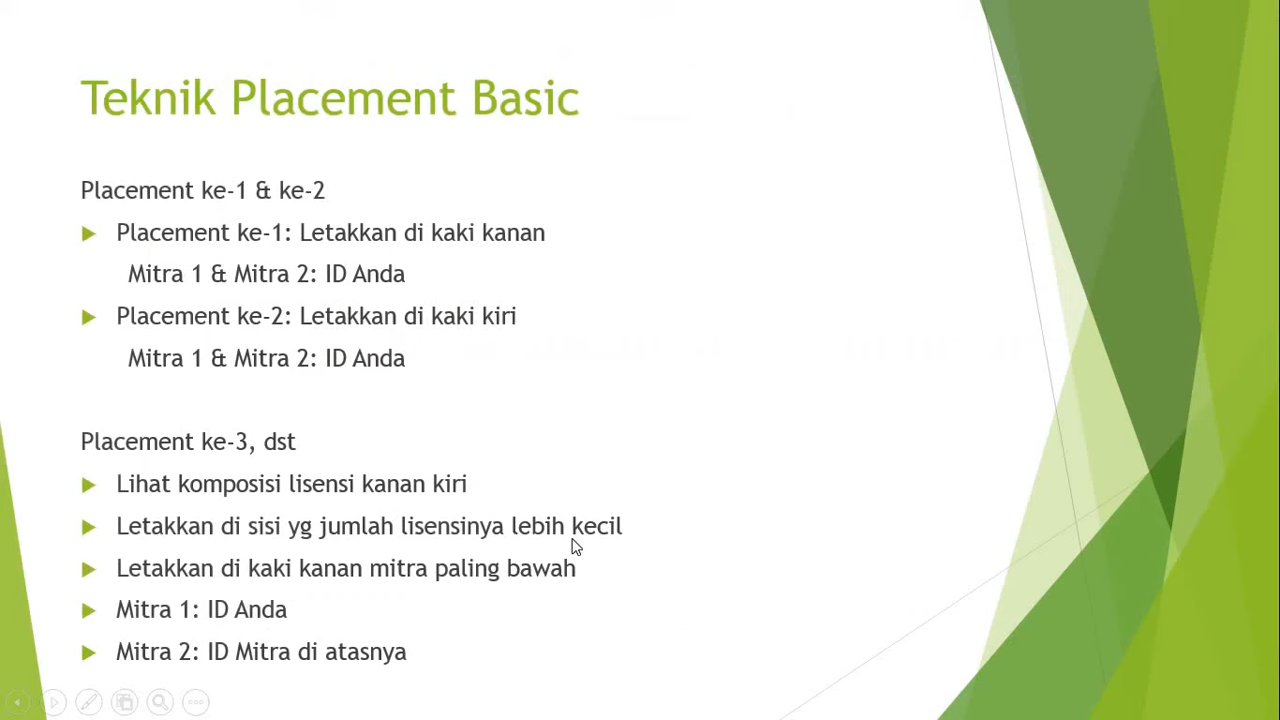 Teknik Placement Basic
Placement ke-1 & ke-2
Placement ke-1: Letakkan di kaki kanan
Mitra 1 & Mitra 2: ID Anda
Placement ke-2: Letakkan di kaki kiri
Mitra 1 & Mitra 2: ID Anda
Placement ke-3, dst
Lihat komposisi lisensi kanan kiri
Letakkan di sisi yg jumlah lisensinya lebih kecil
Letakkan di kaki kanan mitra paling bawah
Mitra 1: ID Anda
Mitra 2: ID Mitra di atasnya